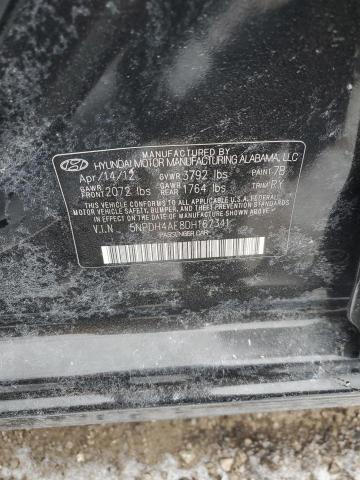 MANUFACTURED BY
HYUNDAI MOTOR MANUFACTURING ALABAMA, LLC
Apr/14/12 GVWR 3792 lbs PAINT: 7B
GAWR FRONT 2072 lbs GAWR REAR 1764 lbs TRIM: RY
THIS VEHICLE CONFORMS TO ALL APPLICABLE U.S.A. FEDERAL
MOTOR VEHICLE SAFETY, BUMPER, AND THEFT PREVENTION STANDARDS
IN EFFECT ON THE DATE OF MANUFACTURE SHOWN ABOVE.
V.I.N 5NPDH4AE8DH162341
PASSENGER CAR